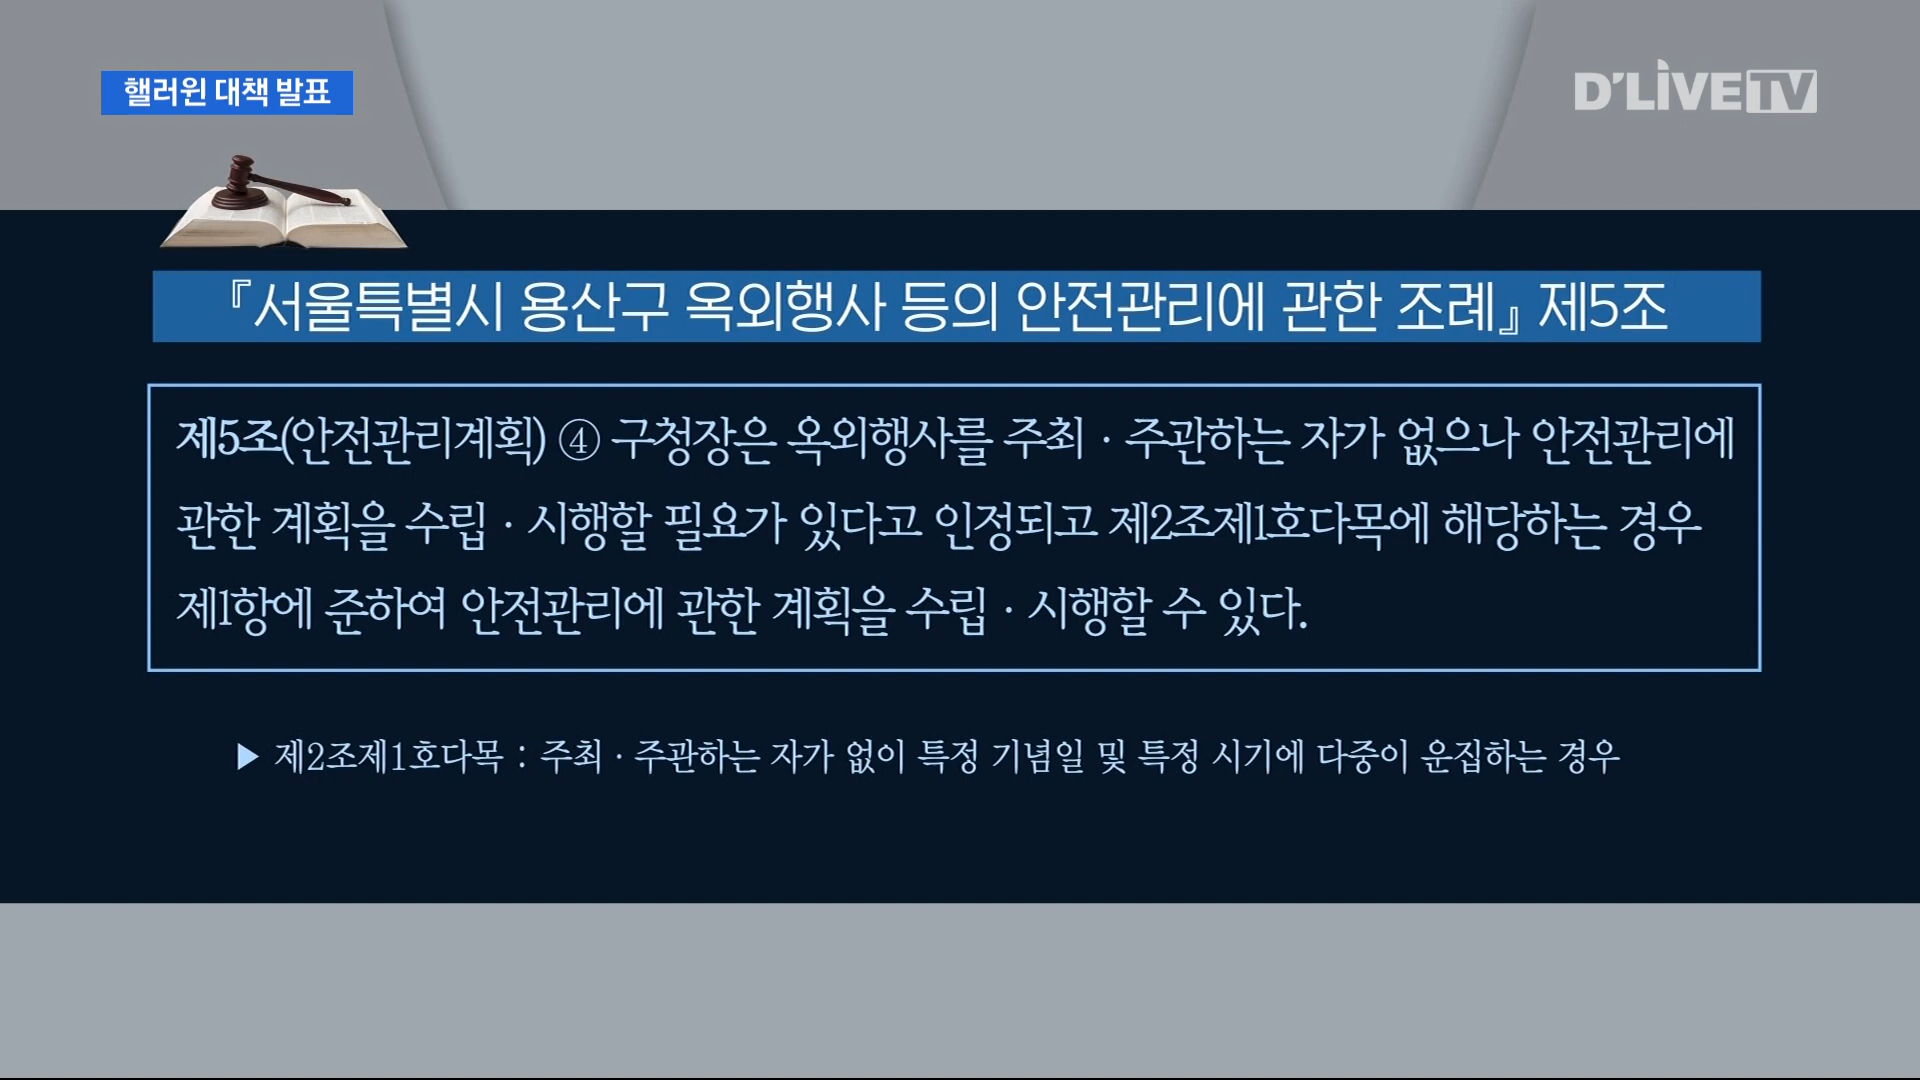 핼러윈 대책 발표
D'LIVE TV
『서울특별시 용산구 옥외행사 등의 안전관리에 관한 조례』 제5조
제5조(안전관리계획) ④ 구청장은 옥외행사를 주최 · 주관하는 자가 없으나 안전관리에
관한 계획을 수립 · 시행할 필요가 있다고 인정되고 제2조제1호다목에 해당하는 경우
제1항에 준하여 안전관리에 관한 계획을 수립 · 시행할 수 있다.
▶ 제2조제1호다목 : 주최 · 주관하는 자가 없이 특정 기념일 및 특정 시기에 다중이 운집하는 경우